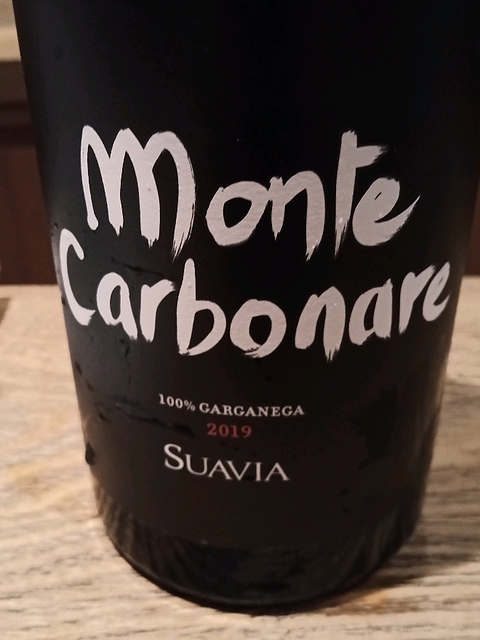 Monte
Carbonare
100% GARGANEGA
2019
SUAVIA